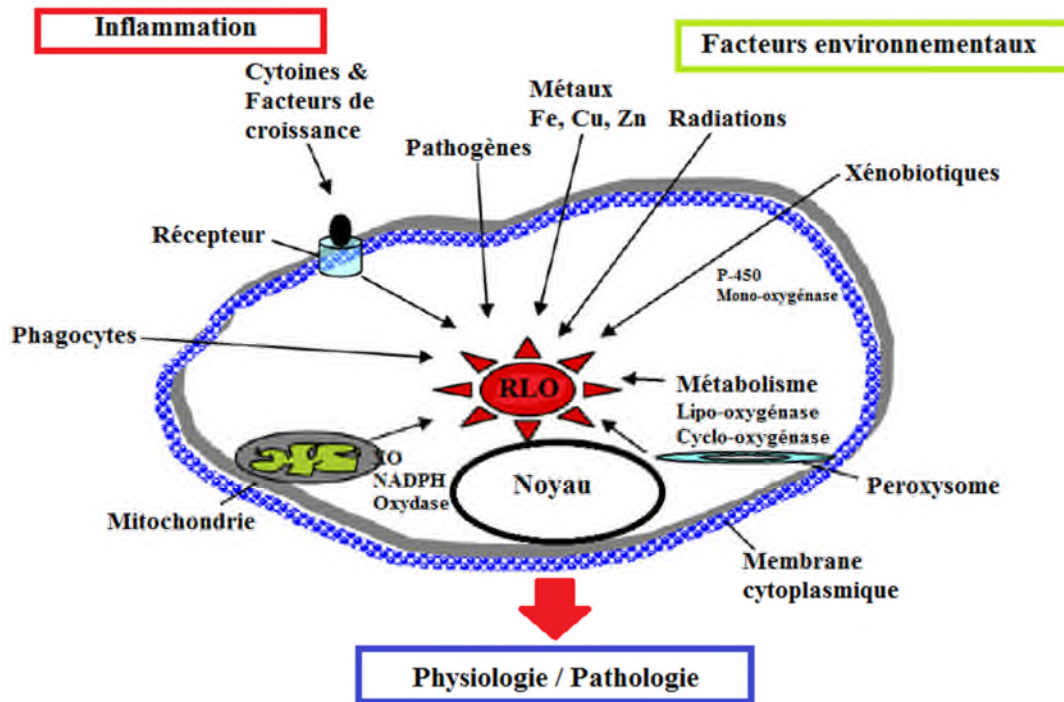 Inflammation
Facteurs environnementaux
Cytoines &
Facteurs de
croissance
Métaux
Fe, Cu, Zn
Radiations
Pathogènes
Xénobiotiques
Récepteur
P-450
Mono-oxygénase
Phagocytes
RLO
Métabolisme
Lipo-oxygénase
Cyclo-oxygénase
NADPH
Oxydase
Noyau
Peroxysome
Mitochondrie
Membrane
cytoplasmique
Physiologie / Pathologie